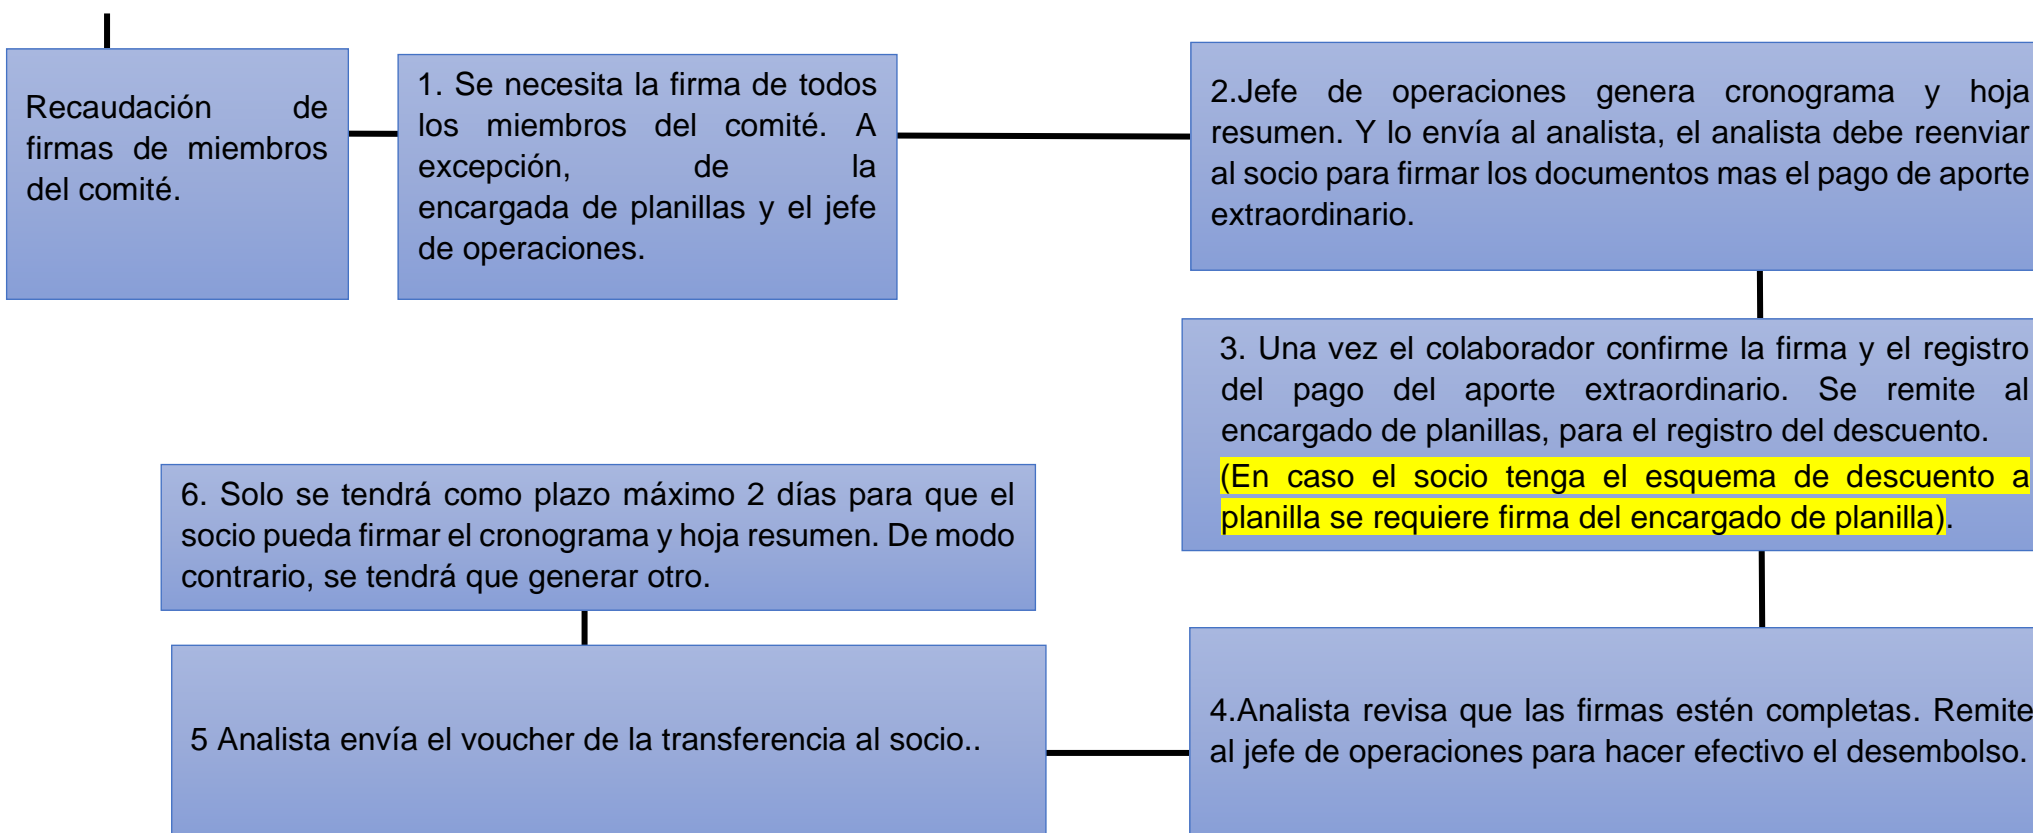 Recaudación de
firmas de miembros
del comité.
1. Se necesita la firma de todos
los miembros del comité. A
excepción, de la
encargada de planillas y el jefe
de operaciones.
2.Jefe de operaciones genera cronograma y hoja
resumen. Y lo envía al analista, el analista debe reenviar
al socio para firmar los documentos mas el pago de aporte
extraordinario.
3. Una vez el colaborador confirme la firma y el registro
del pago del aporte extraordinario. Se remite al
encargado de planillas, para el registro del descuento.
(En caso el socio tenga el esquema de descuento a
planilla se requiere firma del encargado de planilla).
4.Analista revisa que las firmas estén completas. Remite
al jefe de operaciones para hacer efectivo el desembolso.
5 Analista envía el voucher de la transferencia al socio..
6. Solo se tendrá como plazo máximo 2 días para que el
socio pueda firmar el cronograma y hoja resumen. De modo
contrario, se tendrá que generar otro.